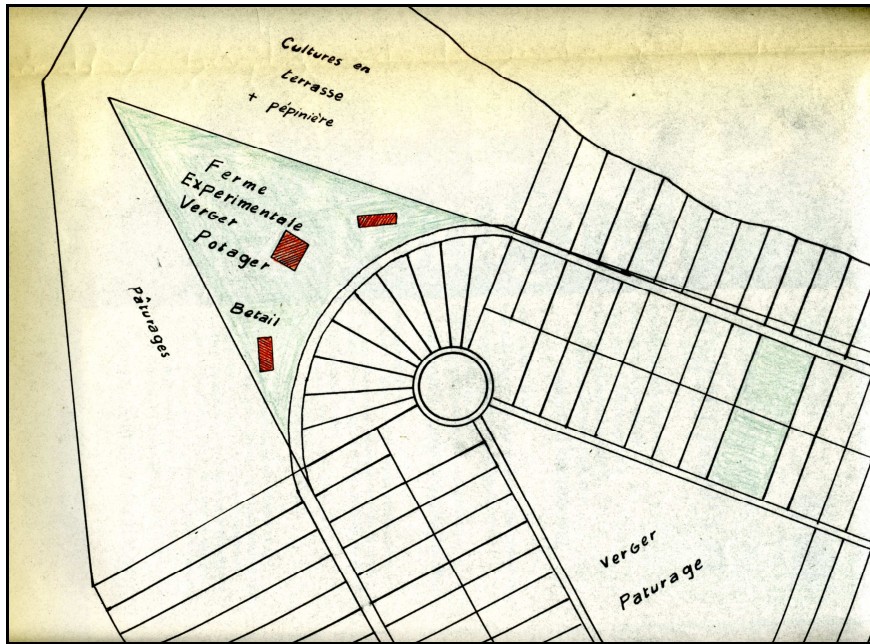 Cultures en
terrasse
+ pépinière
Ferme
Experimentale
Verger
Potager
Betail
pâturages
Verger
Paturage